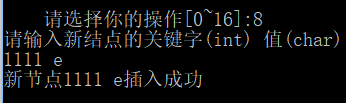 请选择你的操作[0~16]:8
请输入新结点的关键字(int) 值(char)
1111 e
新节点1111 e插入成功